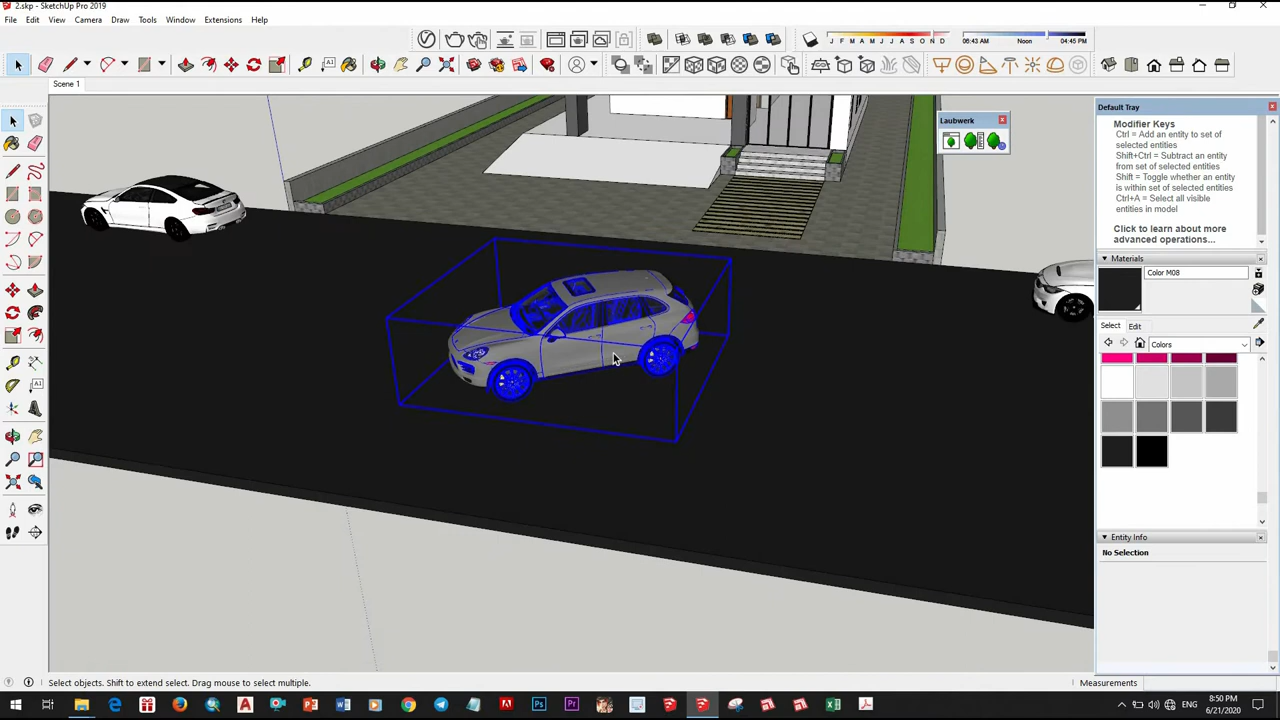 2.skp - SketchUp Pro 2019
File Edit View Camera Draw Tools Window Extensions Help
J F M A M J J A S O N D
06:43 AM Noon 04:45 PM
Scene 1
Default Tray
Modifier Keys
Ctrl = Add an entity to set of
selected entities
Shift+Ctrl = Subtract an entity
from set of selected entities
Shift = Toggle whether an entity
is within set of selected entities
Ctrl+A = Select all visible
entities in model
Click to learn about more
advanced operations...
Laubwerk
Materials
Color M08
Select Edit
Colors
Entity Info
No Selection
Select objects. Shift to extend select. Drag mouse to select multiple.
Measurements
ENG
8:50 PM
6/21/2020